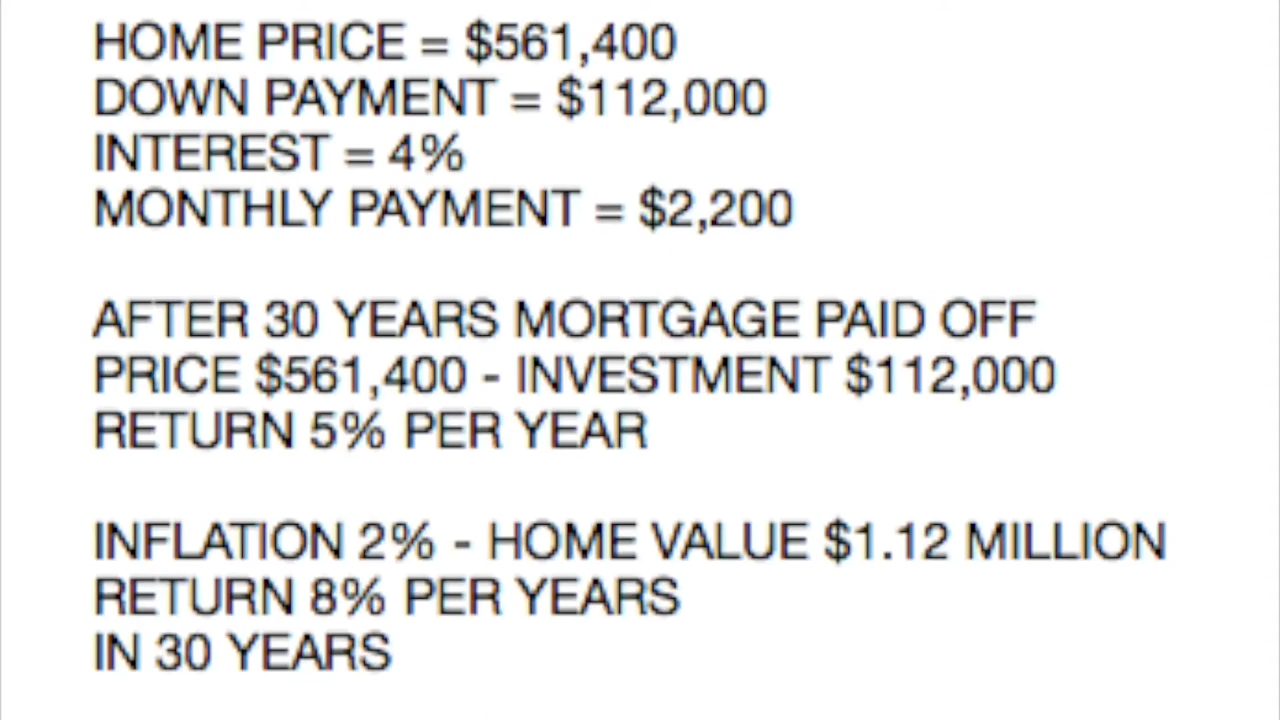 HOME PRICE = $561,400
DOWN PAYMENT = $112,000
INTEREST = 4%
MONTHLY PAYMENT = $2,200
AFTER 30 YEARS MORTGAGE PAID OFF
PRICE $561,400 - INVESTMENT $112,000
RETURN 5% PER YEAR
INFLATION 2% - HOME VALUE $1.12 MILLION
RETURN 8% PER YEARS
IN 30 YEARS